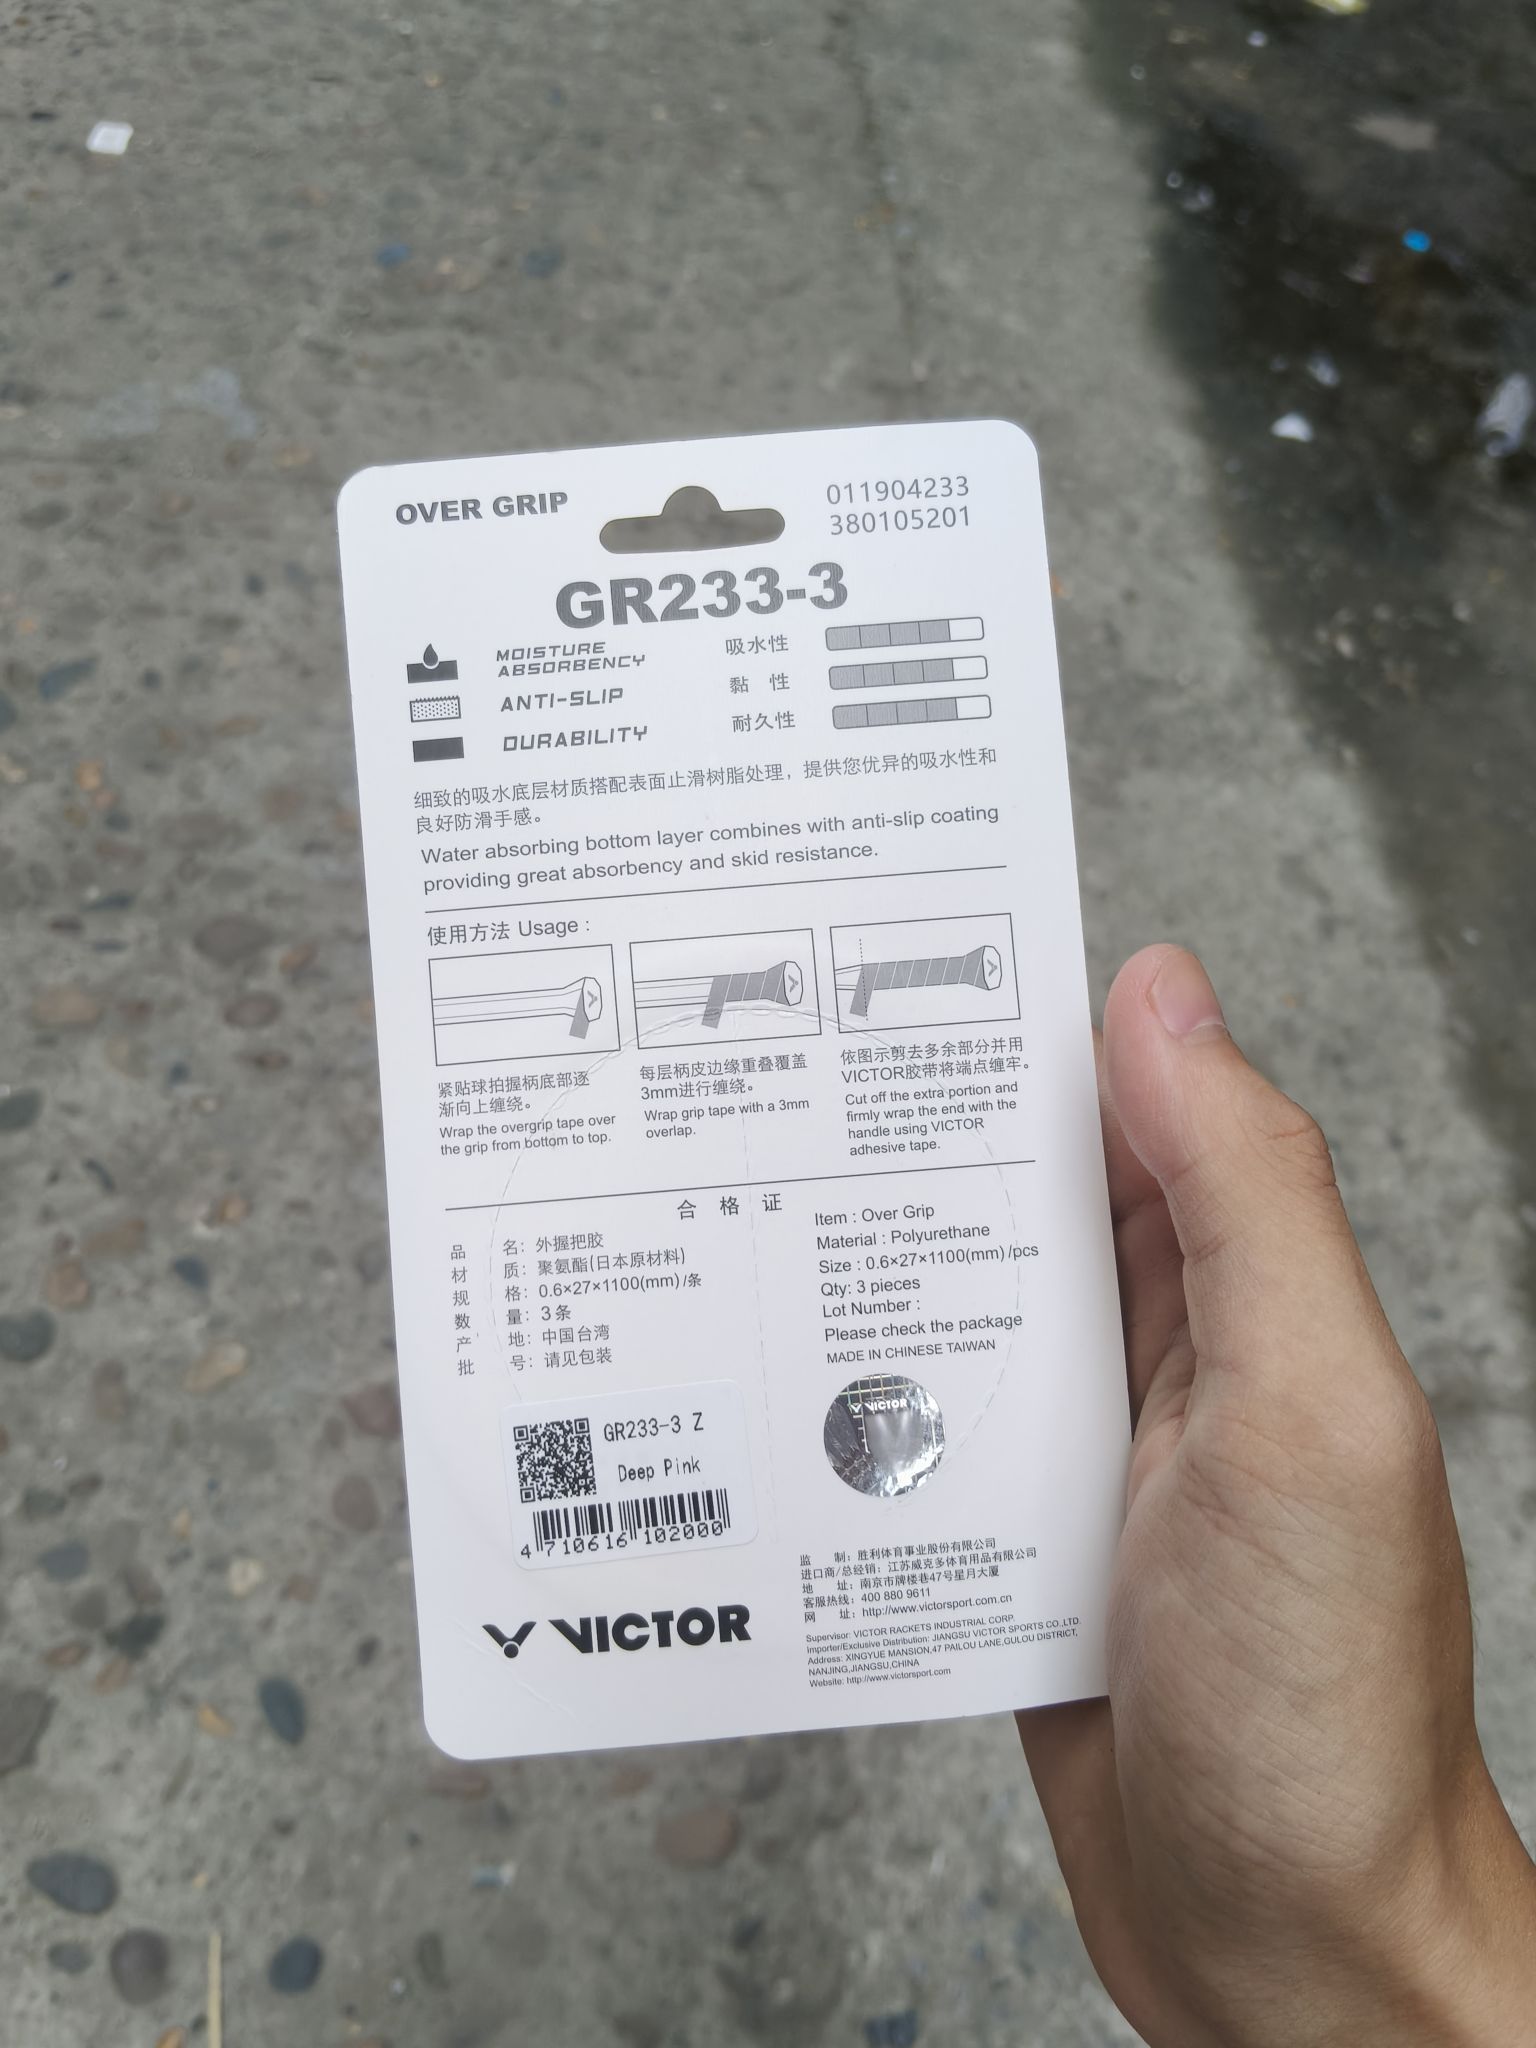 OVER GRIP
011904233
380105201
GR233-3
MOISTURE
ABSORBENCY
吸水性
ANTI-SLIP
黏 性
DURABILITY
耐久性
细致的吸水底层材质搭配表面止滑树脂处理，提供您优异的吸水性和
良好防滑手感。
Water absorbing bottom layer combines with anti-slip coating
providing great absorbency and skid resistance.
使用方法 Usage :
紧贴球拍握柄底部逐
渐向上缠绕。
Wrap the overgrip tape over
the grip from bottom to top.
每层柄皮边缘重叠覆盖
3mm进行缠绕。
Wrap grip tape with a 3mm
overlap.
依图示剪去多余部分并用
VICTOR胶带将端点缠牢。
Cut off the extra portion and
firmly wrap the end with the
handle using VICTOR
adhesive tape.
合 格 证
品 名：外握把胶
材 质：聚氨酯(日本原材料)
规 格：0.6×27×1100(mm)/条
数 量：3条
产 地：中国台湾
批 号：请见包装
Item : Over Grip
Material : Polyurethane
Size : 0.6×27×1100(mm)/pcs
Qty: 3 pieces
Lot Number :
Please check the package
MADE IN CHINESE TAIWAN
VICTOR
GR233-3 Z
Deep Pink
4 710616 102000
VICTOR
监 制：胜利体育事业股份有限公司
进口商/总经销：江苏威克多体育用品有限公司
地 址：南京市牌楼巷47号星月大厦
客服热线：400 880 9611
网 址：http://www.victorsport.com.cn
Supervisor: VICTOR RACKETS INDUSTRIAL CORP.
Importer/Exclusive Distribution: JIANGSU VICTOR SPORTS CO.,LTD.
Address: XINGYUE MANSION,47 PAILOU LANE,GULOU DISTRICT,
NANJING,JIANGSU,CHINA
Website: http://www.victorsport.com